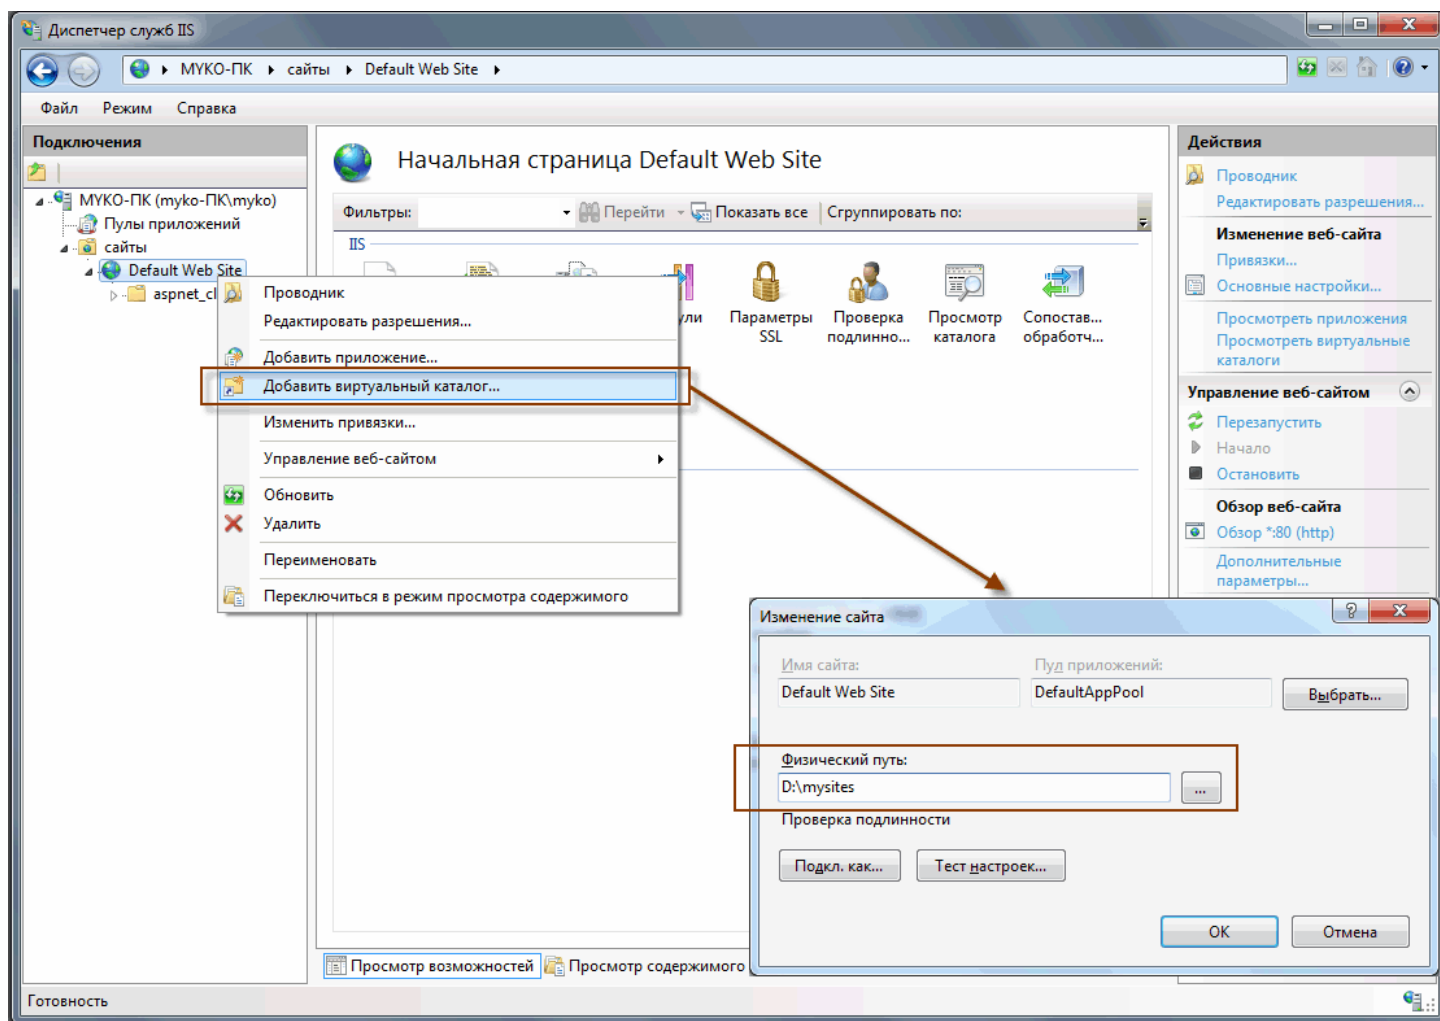 Диспетчер служб IIS
МYKO-ПК
сайты
Default Web Site
Файл Режим Справка
Подключения
MYKO-ПК (myko-ПК\myko)
Пулы приложений
сайты
Default Web Site
aspnet_cl
Начальная страница Default Web Site
Фильтры: Перейти Показать все Сгруппировать по:
IIS
Параметры SSL
Проверка подлинно...
Просмотр каталога
Сопостав... обработч...
Проводник
Редактировать разрешения...
Добавить приложение...
Добавить виртуальный каталог...
Изменить привязки...
Управление веб-сайтом
Обновить
Удалить
Переименовать
Переключиться в режим просмотра содержимого
Действия
Проводник
Редактировать разрешения...
Изменение веб-сайта
Привязки...
Основные настройки...
Просмотреть приложения
Просмотреть виртуальные
каталоги
Управление веб-сайтом
Перезапустить
Начало
Остановить
Обзор веб-сайта
Обзор *:80 (http)
Дополнительные
параметры...
Изменение сайта
Имя сайта: Пул приложений:
Default Web Site DefaultAppPool Выбрать...
Физический путь:
D:\mysites ...
Проверка подлинности
Подкл. как... Тест настроек...
OK Отмена
Просмотр возможностей Просмотр содержимого
Готовность